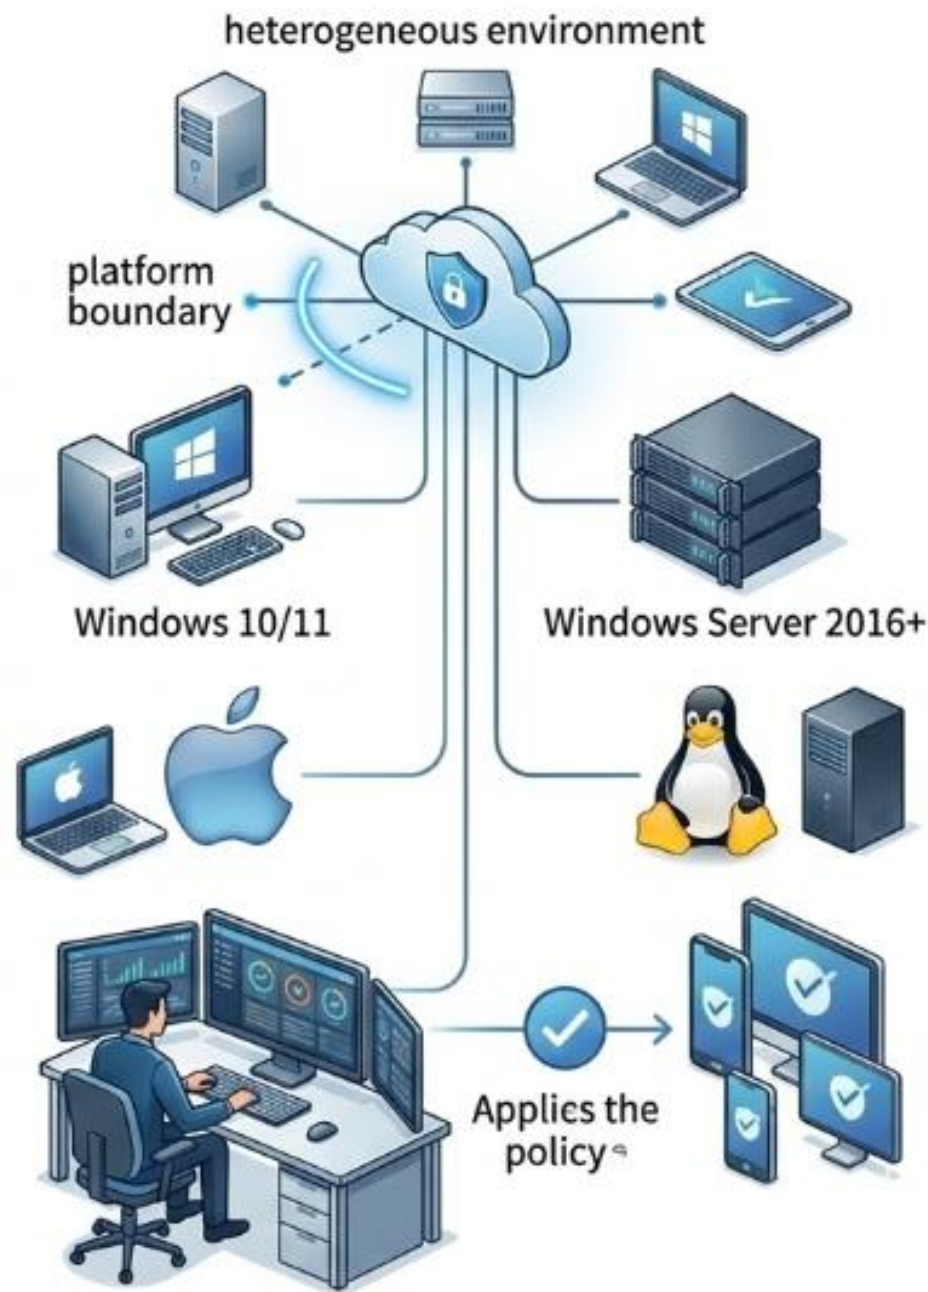 heterogeneous environment
platform
boundary
Windows 10/11
Windows Server 2016+
Applies the
policy